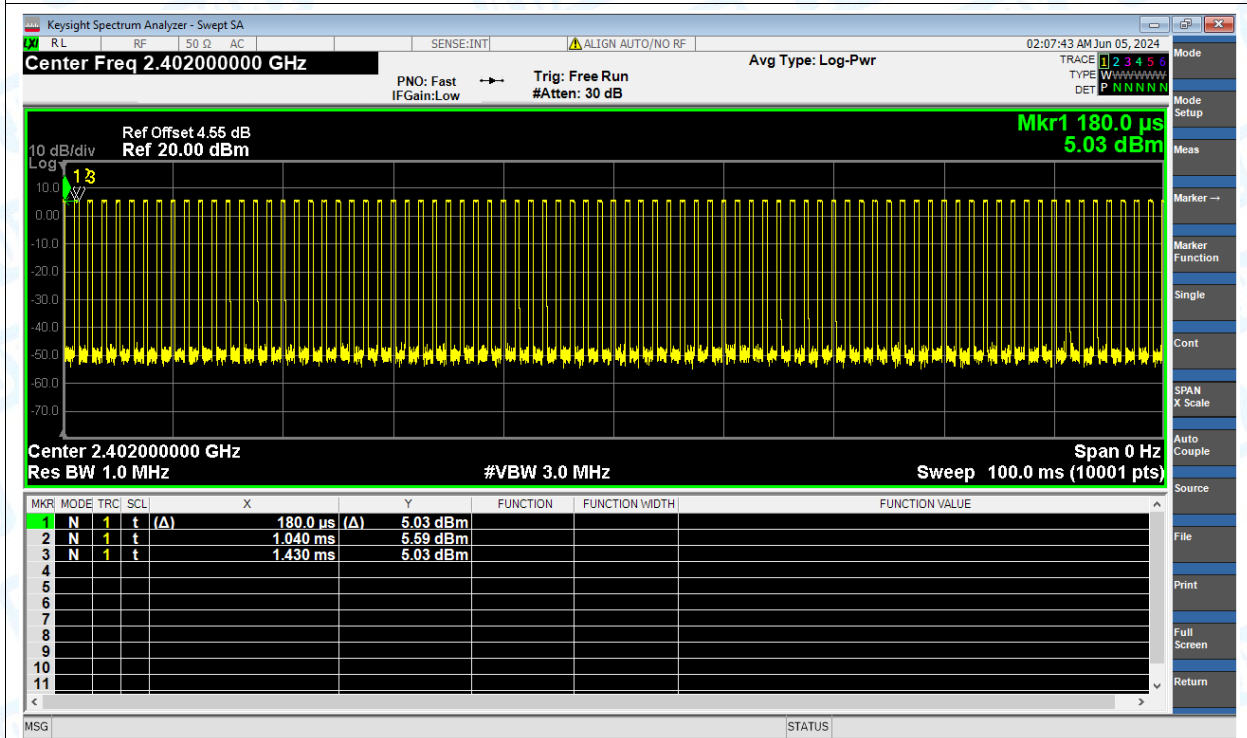 Keysight Spectrum Analyzer - Swept SA
LXI RL RF 50 Ω AC SENSE:INT ALIGN AUTO/NO RF 02:07:43 AM Jun 05, 2024
Center Freq 2.402000000 GHz
PNO: Fast
IFGain:Low
Trig: Free Run
#Atten: 30 dB
Avg Type: Log-Pwr
TRACE 1 2 3 4 5 6
TYPE WWWWWW
DET P N N N N N
Ref Offset 4.55 dB
10 dB/div Ref 20.00 dBm
Log
Mkr1 180.0 µs
5.03 dBm
1 3
10.0
0.00
-10.0
-20.0
-30.0
-40.0
-50.0
-60.0
-70.0
Center 2.402000000 GHz Span 0 Hz
Res BW 1.0 MHz #VBW 3.0 MHz Sweep 100.0 ms (10001 pts)
MKR MODE TRC SCL X Y FUNCTION FUNCTION WIDTH FUNCTION VALUE
1 N 1 t (Δ) 180.0 µs (Δ) 5.03 dBm
2 N 1 t 1.040 ms 5.59 dBm
3 N 1 t 1.430 ms 5.03 dBm
4
5
6
7
8
9
10
11
MSG STATUS
Mode
Mode
Setup
Meas
Marker →
Marker
Function
Single
Cont
SPAN
X Scale
Auto
Couple
Source
File
Print
Full
Screen
Return